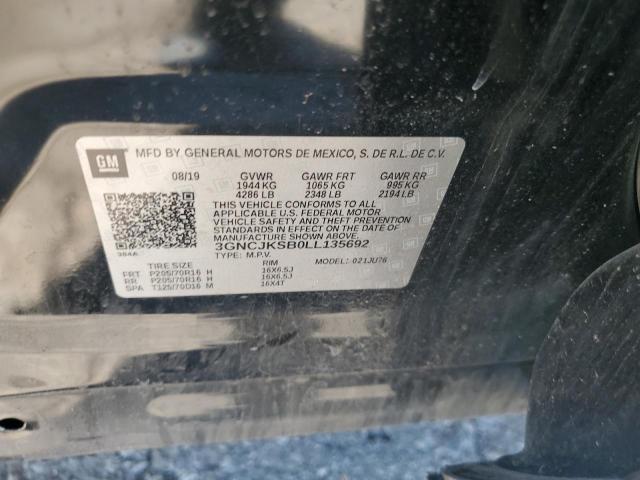 GM
MFD BY GENERAL MOTORS DE MEXICO, S. DE R.L. DE C.V.
08/19 GVWR GAWR FRT GAWR RR
1944 KG 1065 KG 995 KG
4286 LB 2348 LB 2194 LB
THIS VEHICLE CONFORMS TO ALL
APPLICABLE U.S. FEDERAL MOTOR
VEHICLE SAFETY AND THEFT PREVENTION
STANDARDS IN EFFECT ON THE DATE OF
MANUFACTURE SHOWN ABOVE.
3GNCJKSB0LL135692
384A TYPE: M.P.V. MODEL: 021JU76
TIRE SIZE RIM
FRT P205/70R16 H 16X6.5J
RR P205/70R16 H 16X6.5J
SPA T125/70D16 M 16X4T